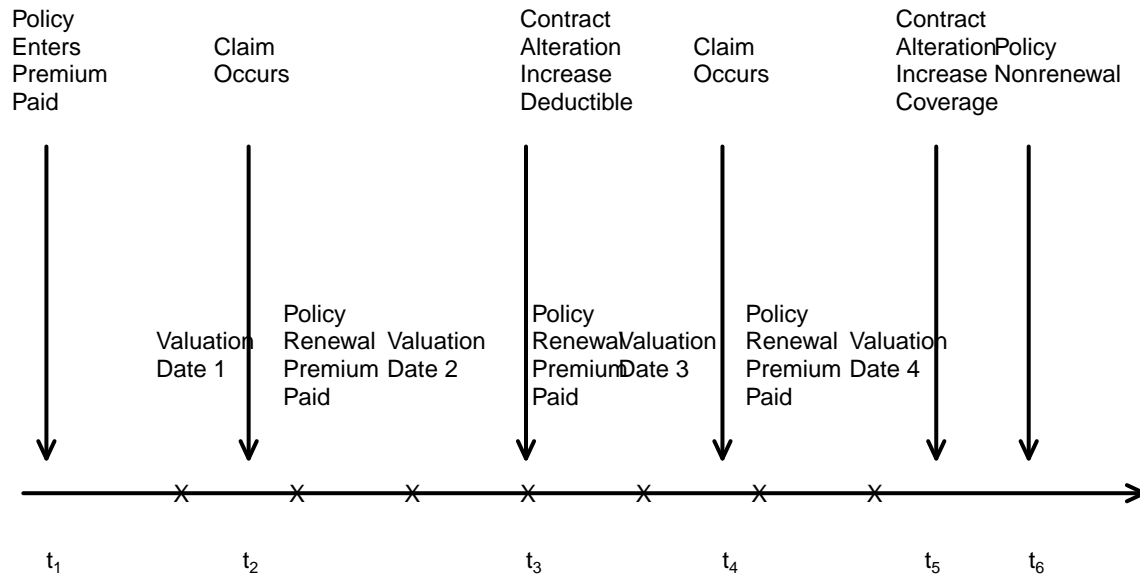 Policy
Enters
Premium
Paid
Claim
Occurs
Contract
Alteration
Increase
Deductible
Claim
Occurs
Contract
Alteration
Increase
Coverage
Policy
Nonrenewal
Valuation
Date 1
Policy
Renewal
Premium
Paid
Valuation
Date 2
Policy
Renewal
Premium
Paid
Valuation
Date 3
Policy
Renewal
Premium
Paid
Valuation
Date 4
X X X X X X X
t1 t2 t3 t4 t5 t6